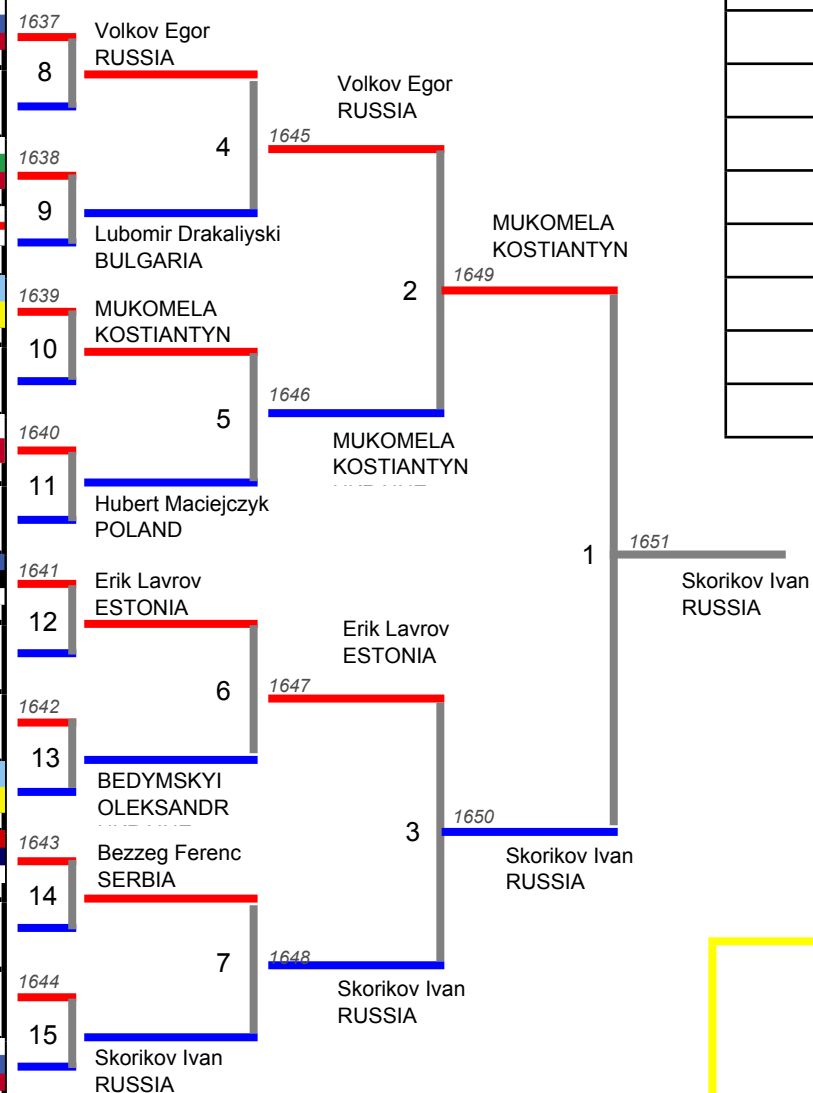 1637
Volkov Egor
RUSSIA
8
Volkov Egor
RUSSIA
4
1645
1638
9
Lubomir Drakaliyski
BULGARIA
MUKOMELA
KOSTIANTYN
2
1649
1639
MUKOMELA
KOSTIANTYN
10
1646
5
MUKOMELA
KOSTIANTYN
1640
11
Hubert Maciejczyk
POLAND
1
1651
Skorikov Ivan
RUSSIA
1641
Erik Lavrov
ESTONIA
12
Erik Lavrov
ESTONIA
6
1647
1642
13
BEDYMSKYI
OLEKSANDR
3
1650
Skorikov Ivan
RUSSIA
1643
Bezzeg Ferenc
SERBIA
14
7
1648
Skorikov Ivan
RUSSIA
1644
15
Skorikov Ivan
RUSSIA